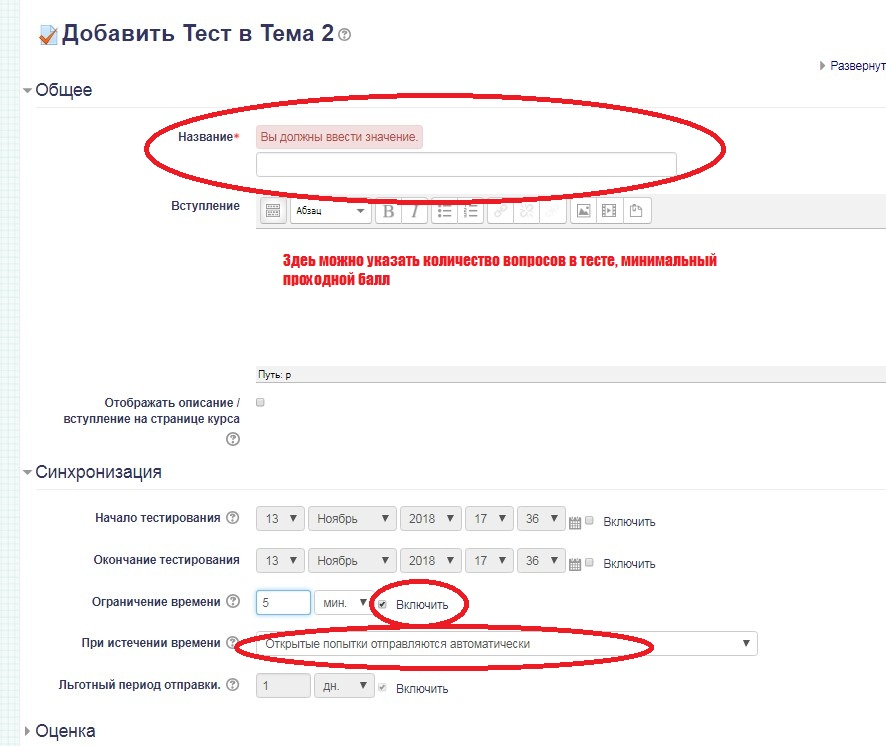 Добавить Тест в Тема 2
Развернут
Общее
Название*
Вы должны ввести значение.
Вступление
Абзац
B I
Здеь можно указать количество вопросов в тесте, минимальный
проходной балл
Путь: p
Отображать описание /
вступление на странице курса
Синхронизация
Начало тестирования 13 Ноябрь 2018 17 36 Включить
Окончание тестирования 13 Ноябрь 2018 17 36 Включить
Ограничение времени 5 мин. Включить
При истечении времени Открытые попытки отправляются автоматически
Льготный период отправки. 1 дн. Включить
Оценка